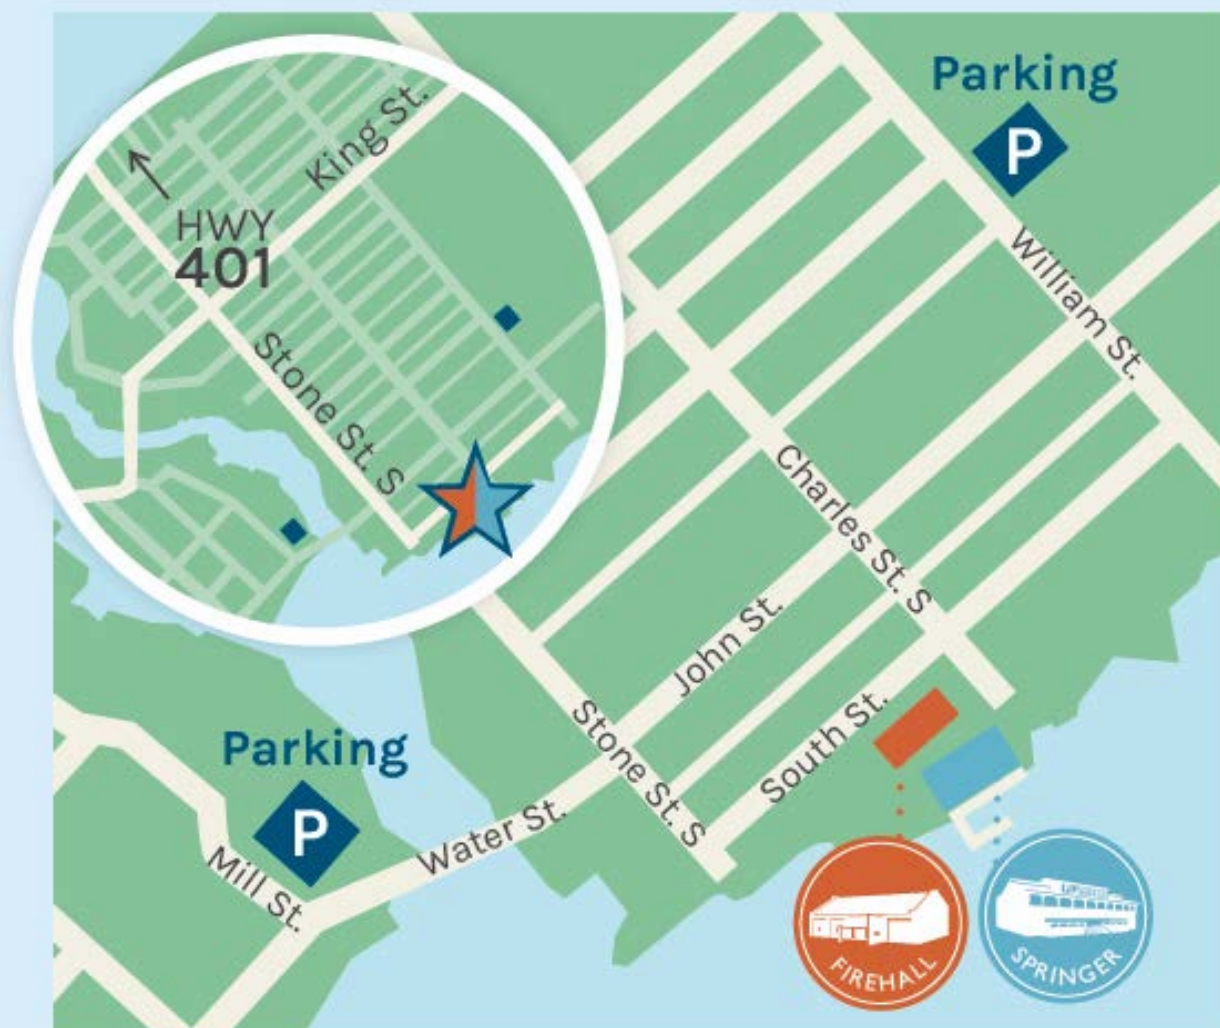 Parking
P
King St.
HWY
401
William St.
Stone St. S
Charles St. S
John St.
Stone St. S
South St.
Parking
P
Water St.
Mill St.
FIREHALL
SPRINGER